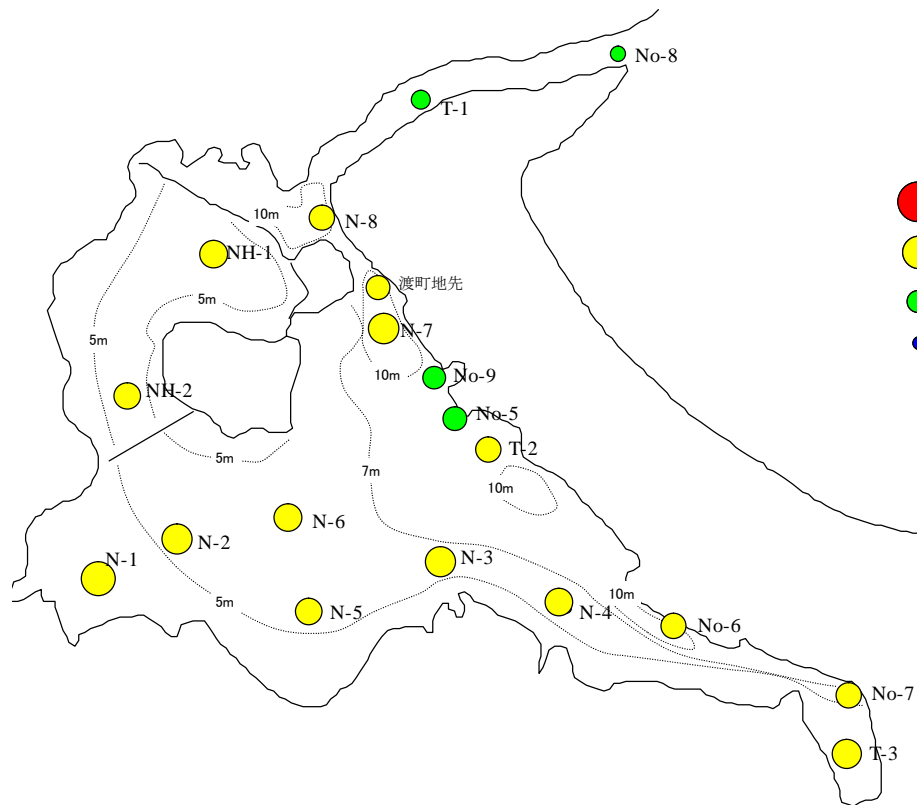 No-8
T-1
10m
N-8
NH-1
渡町地先
5m
N-7
5m
10m
No-9
NH-2
No-5
T-2
5m
7m
10m
N-6
N-2
N-3
N-1
10m
5m
N-5
N-4
No-6
No-7
T-3